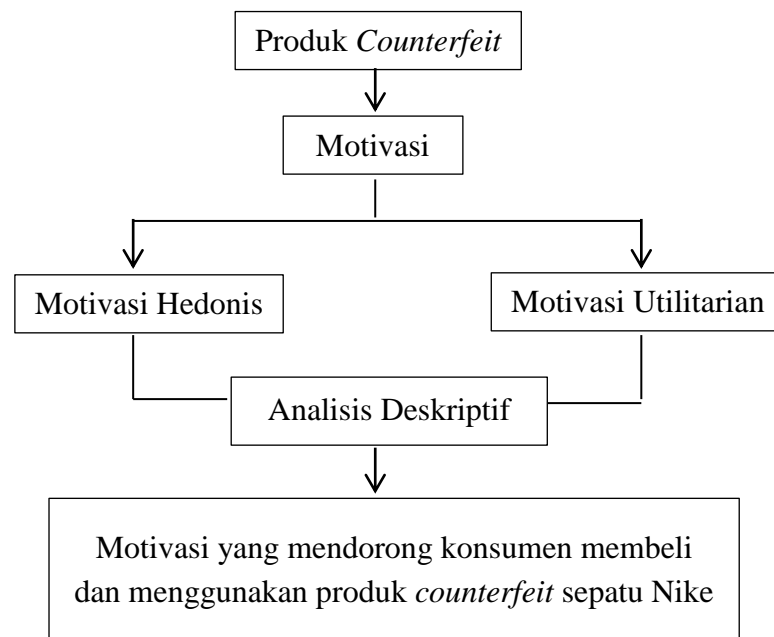 Produk Counterfeit
Motivasi
Motivasi Hedonis
Motivasi Utilitarian
Analisis Deskriptif
Motivasi yang mendorong konsumen membeli
dan menggunakan produk counterfeit sepatu Nike